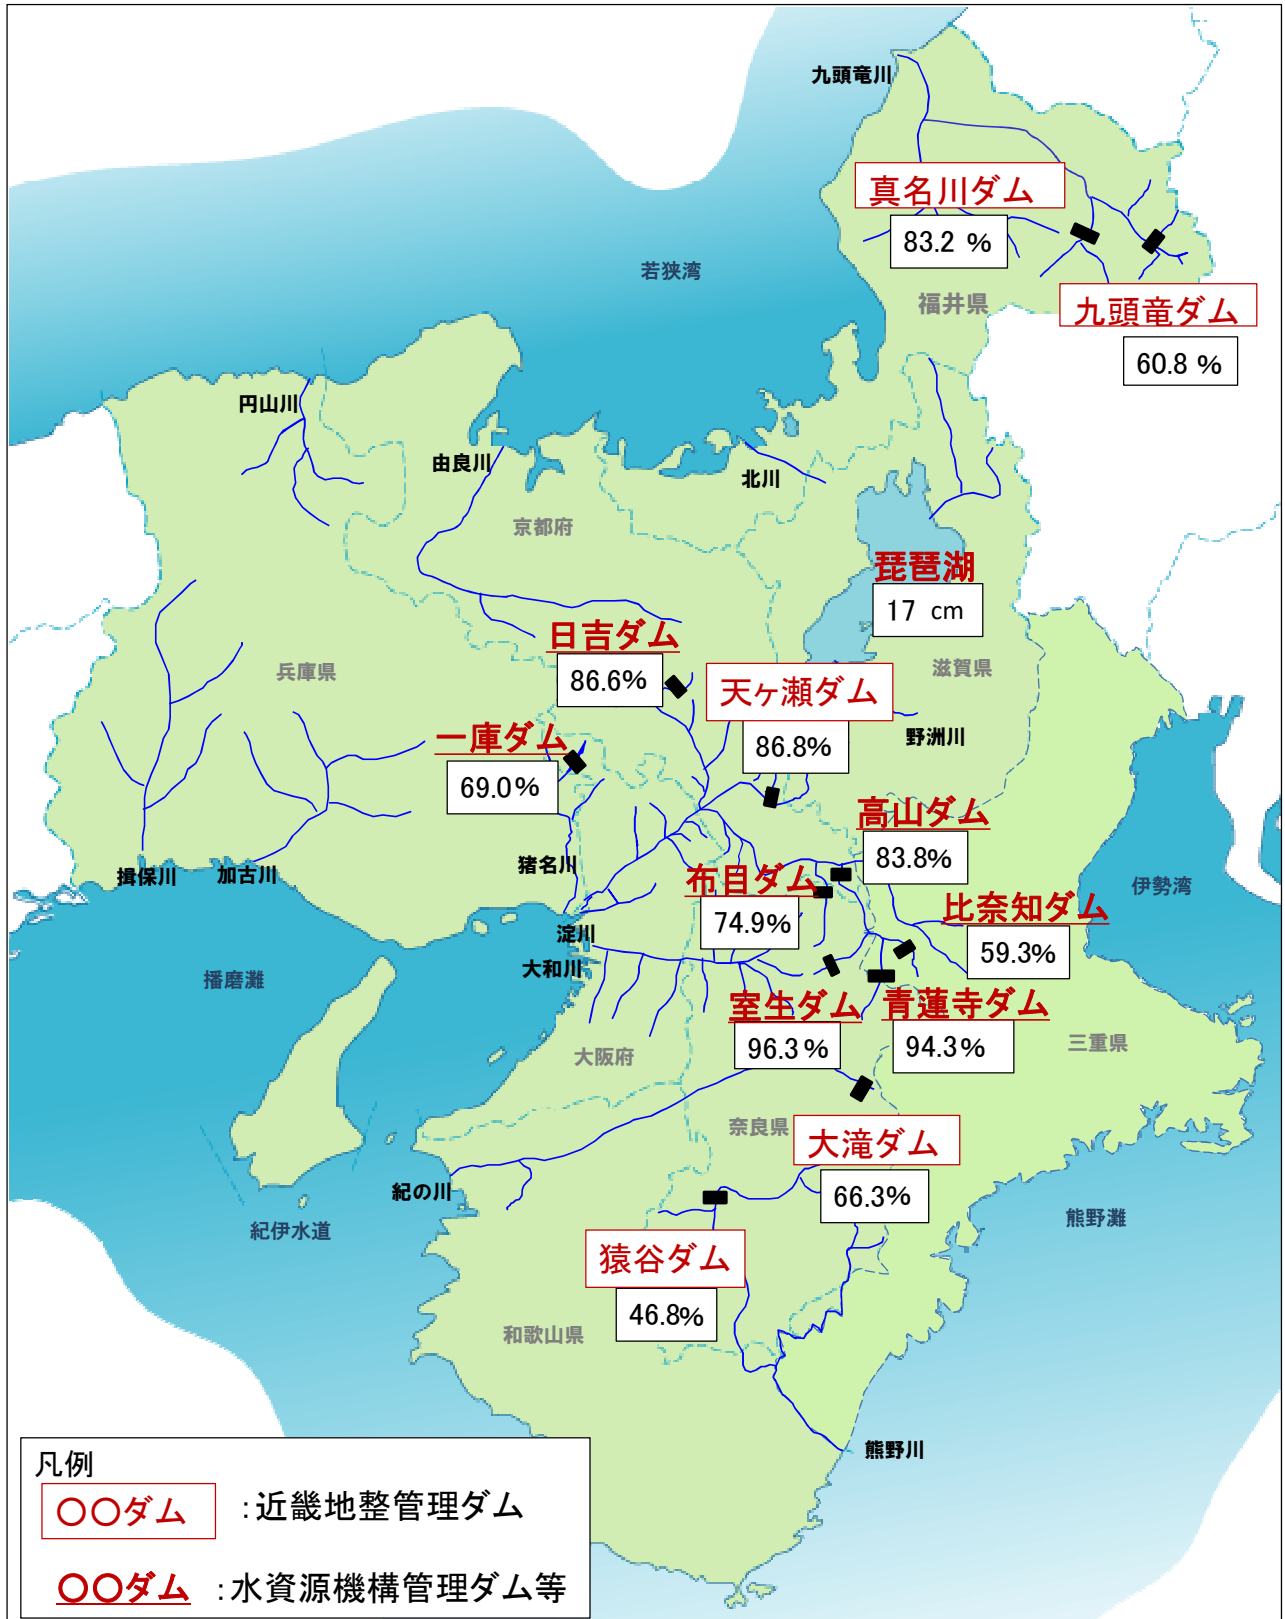 九頭竜川
真名川ダム
83.2 %
若狭湾
福井県
九頭竜ダム
60.8 %
円山川
由良川
北川
京都府
琵琶湖
17 cm
日吉ダム
86.6%
兵庫県
滋賀県
天ヶ瀬ダム
86.8%
野洲川
一庫ダム
69.0%
高山ダム
83.8%
猪名川
揖保川
加古川
布目ダム
74.9%
伊勢湾
比奈知ダム
59.3%
淀川
大和川
播磨灘
室生ダム
96.3%
青蓮寺ダム
94.3%
大阪府
三重県
奈良県
大滝ダム
66.3%
紀の川
紀伊水道
熊野灘
猿谷ダム
46.8%
和歌山県
熊野川
凡例
〇〇ダム :近畿地整管理ダム
〇〇ダム :水資源機構管理ダム等